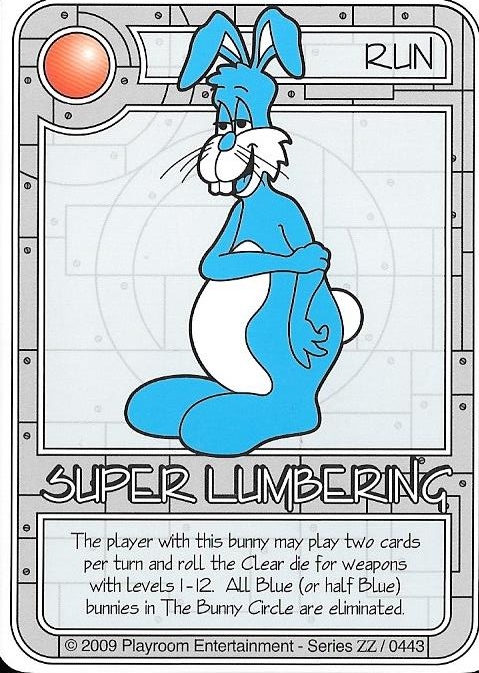 RUN
SUPER LUMBERING
The player with this bunny may play two cards
per turn and roll the Clear die for weapons
with levels 1-12. All Blue (or half Blue)
bunnies in The Bunny Circle are eliminated.
© 2009 Playroom Entertainment - Series ZZ / 0443